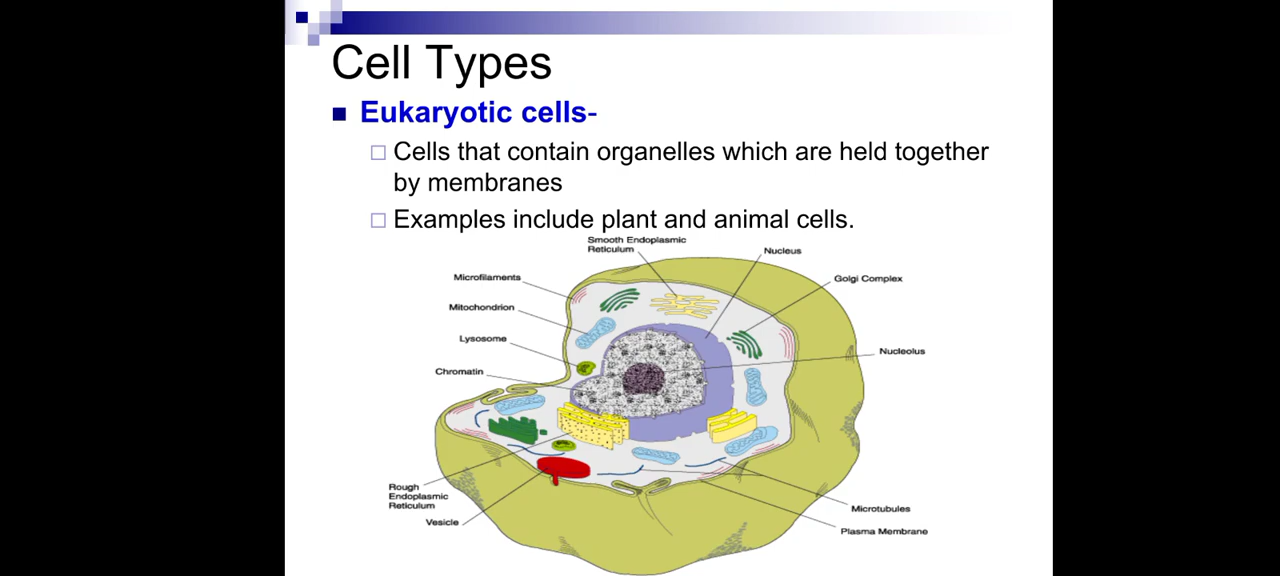 Cell Types
Eukaryotic cells-
Cells that contain organelles which are held together
by membranes
Examples include plant and animal cells.
Smooth Endoplasmic
Reticulum
Nucleus
Microfilaments
Golgi Complex
Mitochondrion
Lysosome
Nucleolus
Chromatin
Rough
Endoplasmic
Reticulum
Microtubules
Vesicle
Plasma Membrane